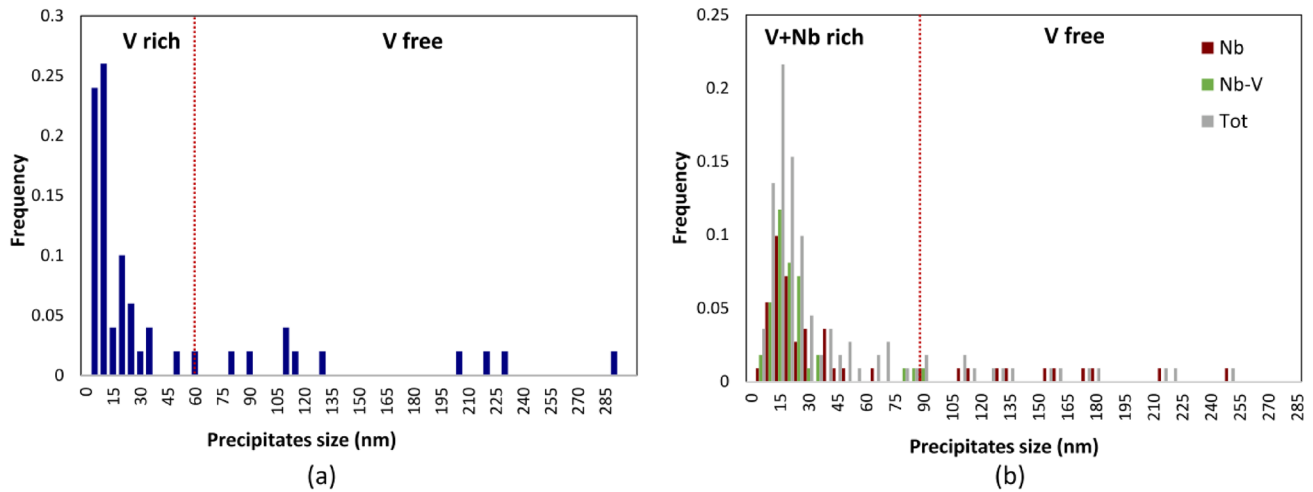 0.3
0.25
0.2
0.15
0.1
0.05
0
Frequency
V rich
V free
0 15 30 45 60 75 90 105 120 135 150 165 180 195 210 225 240 255 270 285
Precipitates size (nm)
(a)
0.25
0.2
0.15
0.1
0.05
0
Frequency
V+Nb rich
V free
Nb
Nb-V
Tot
0 15 30 45 60 75 90 105 120 135 150 165 180 195 210 225 240 255 270 285
Precipitates size (nm)
(b)